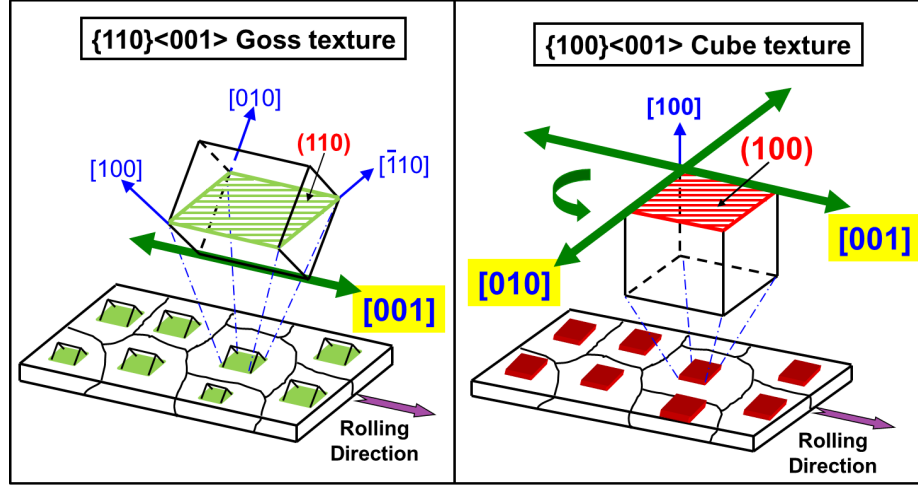 {110}<001> Goss texture
[010]
(110)
[100]
[1̄10]
[001]
Rolling
Direction
{100}<001> Cube texture
[100]
(100)
[001]
[010]
Rolling
Direction